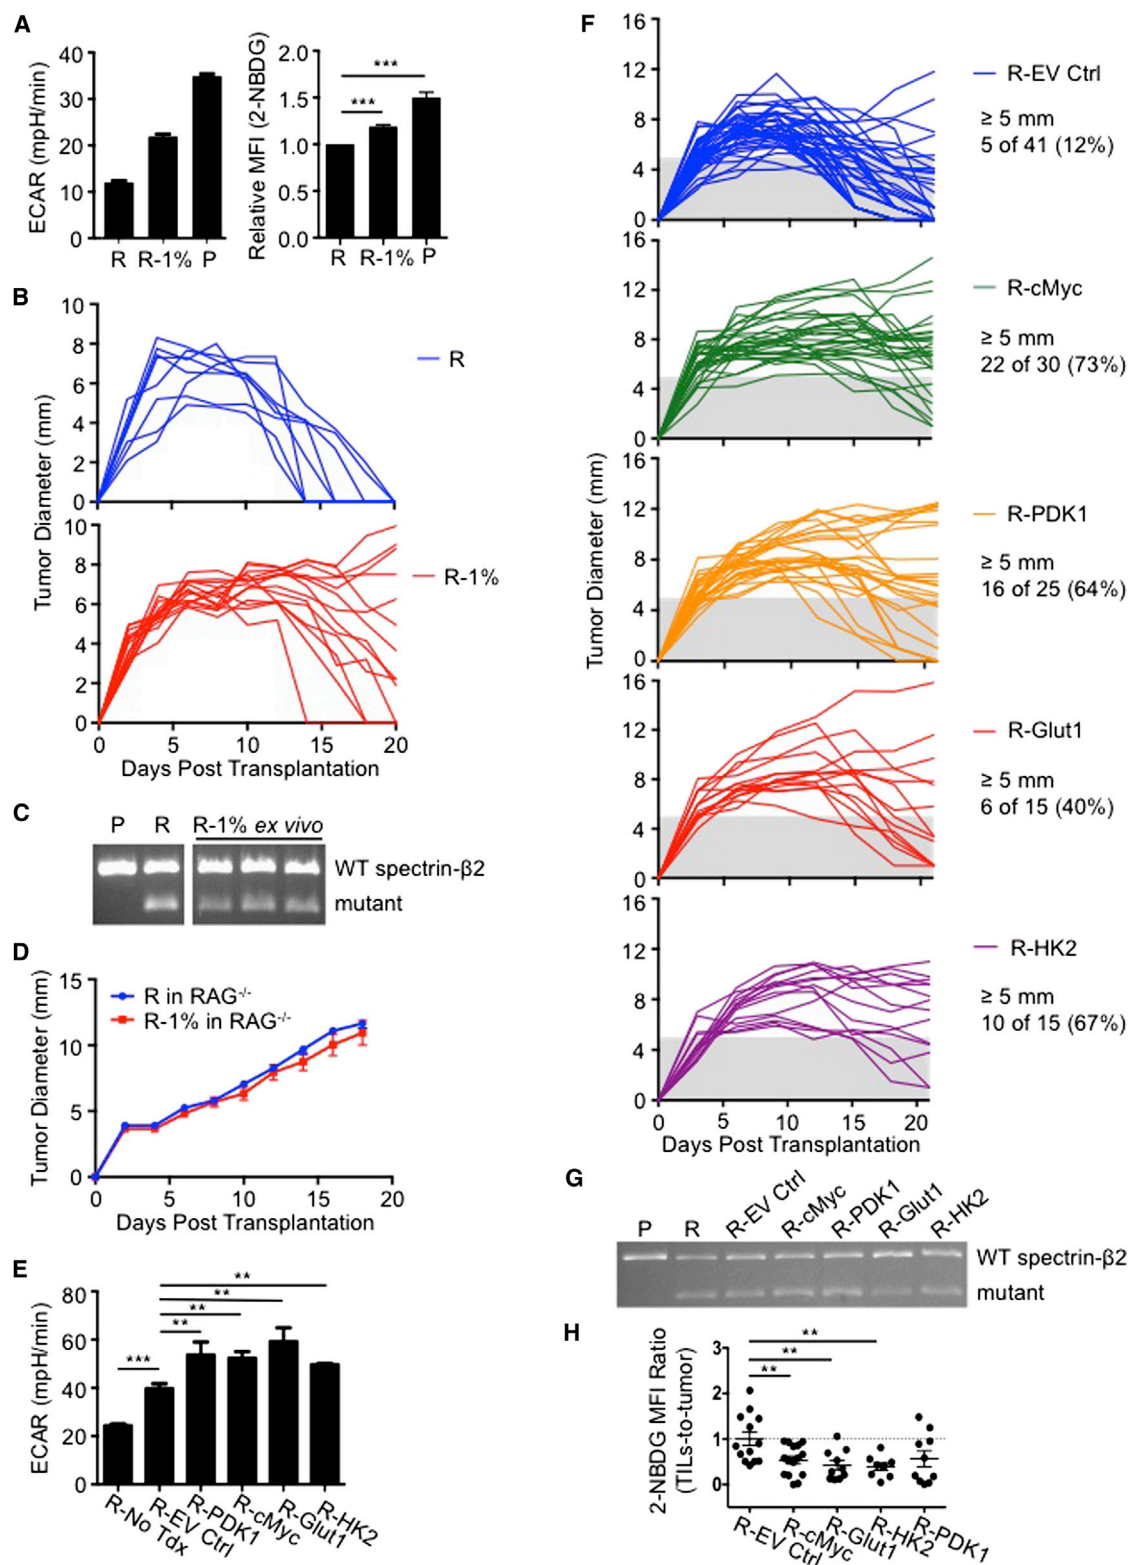 A
ECAR (mpH/min)
40
30
20
10
0
R R-1% P
Relative MFI (2-NBDG)
2.0
1.5
1.0
0.5
0.0
***
***
R R-1% P
B
Tumor Diameter (mm)
10
8
6
4
2
0
R
10
8
6
4
2
0
R-1%
0 5 10 15 20
Days Post Transplantation
C
P R R-1% ex vivo
WT spectrin-β2
mutant
D
Tumor Diameter (mm)
15
10
5
0
R in RAG-/-
R-1% in RAG-/-
0 5 10 15 20
Days Post Transplantation
E
ECAR (mpH/min)
80
60
40
20
0
**
**
**
**
***
R-No Tdx
R-EV Ctrl
R-PDK1
R-cMyc
R-Glut1
R-HK2
F
Tumor Diameter (mm)
16
12
8
4
0
R-EV Ctrl
≥ 5 mm
5 of 41 (12%)
16
12
8
4
0
R-cMyc
≥ 5 mm
22 of 30 (73%)
16
12
8
4
0
R-PDK1
≥ 5 mm
16 of 25 (64%)
16
12
8
4
0
R-Glut1
≥ 5 mm
6 of 15 (40%)
16
12
8
4
0
R-HK2
≥ 5 mm
10 of 15 (67%)
0 5 10 15 20
Days Post Transplantation
G
P R R-EV Ctrl R-cMyc R-PDK1 R-Glut1 R-HK2
WT spectrin-β2
mutant
H
2-NBDG MFI Ratio
(TILs-to-tumor)
3
2
1
0
**
**
**
R-EV Ctrl
R-cMyc
R-Glut1
R-HK2
R-PDK1